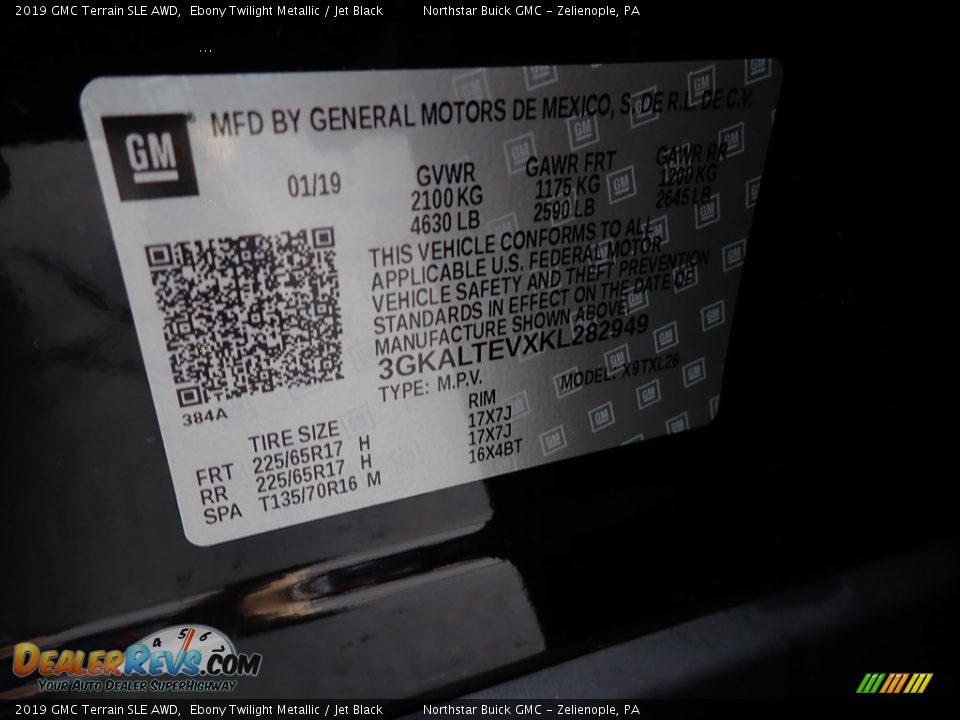 2019 GMC Terrain SLE AWD, Ebony Twilight Metallic / Jet Black Northstar Buick GMC - Zelienople, PA
GM MFD BY GENERAL MOTORS DE MEXICO, S. DE R.L. DE C.V.
01/19 GVWR GAWR FRT GAWR RR
2100 KG 1175 KG 1200 KG
4630 LB 2590 LB 2645 LB
THIS VEHICLE CONFORMS TO ALL
APPLICABLE U.S. FEDERAL MOTOR
VEHICLE SAFETY AND THEFT PREVENTION
STANDARDS IN EFFECT ON THE DATE OF
MANUFACTURE SHOWN ABOVE.
3GKALTEVXKL282949
TYPE: M.P.V. MODEL: X9TXL26
384A
TIRE SIZE RIM
FRT 225/65R17 H 17X7J
RR 225/65R17 H 17X7J
SPA T135/70R16 M 16X4BT
4 5 6 7
DealerRevs.com
Your Auto Dealer SuperHighway
2019 GMC Terrain SLE AWD, Ebony Twilight Metallic / Jet Black Northstar Buick GMC - Zelienople, PA